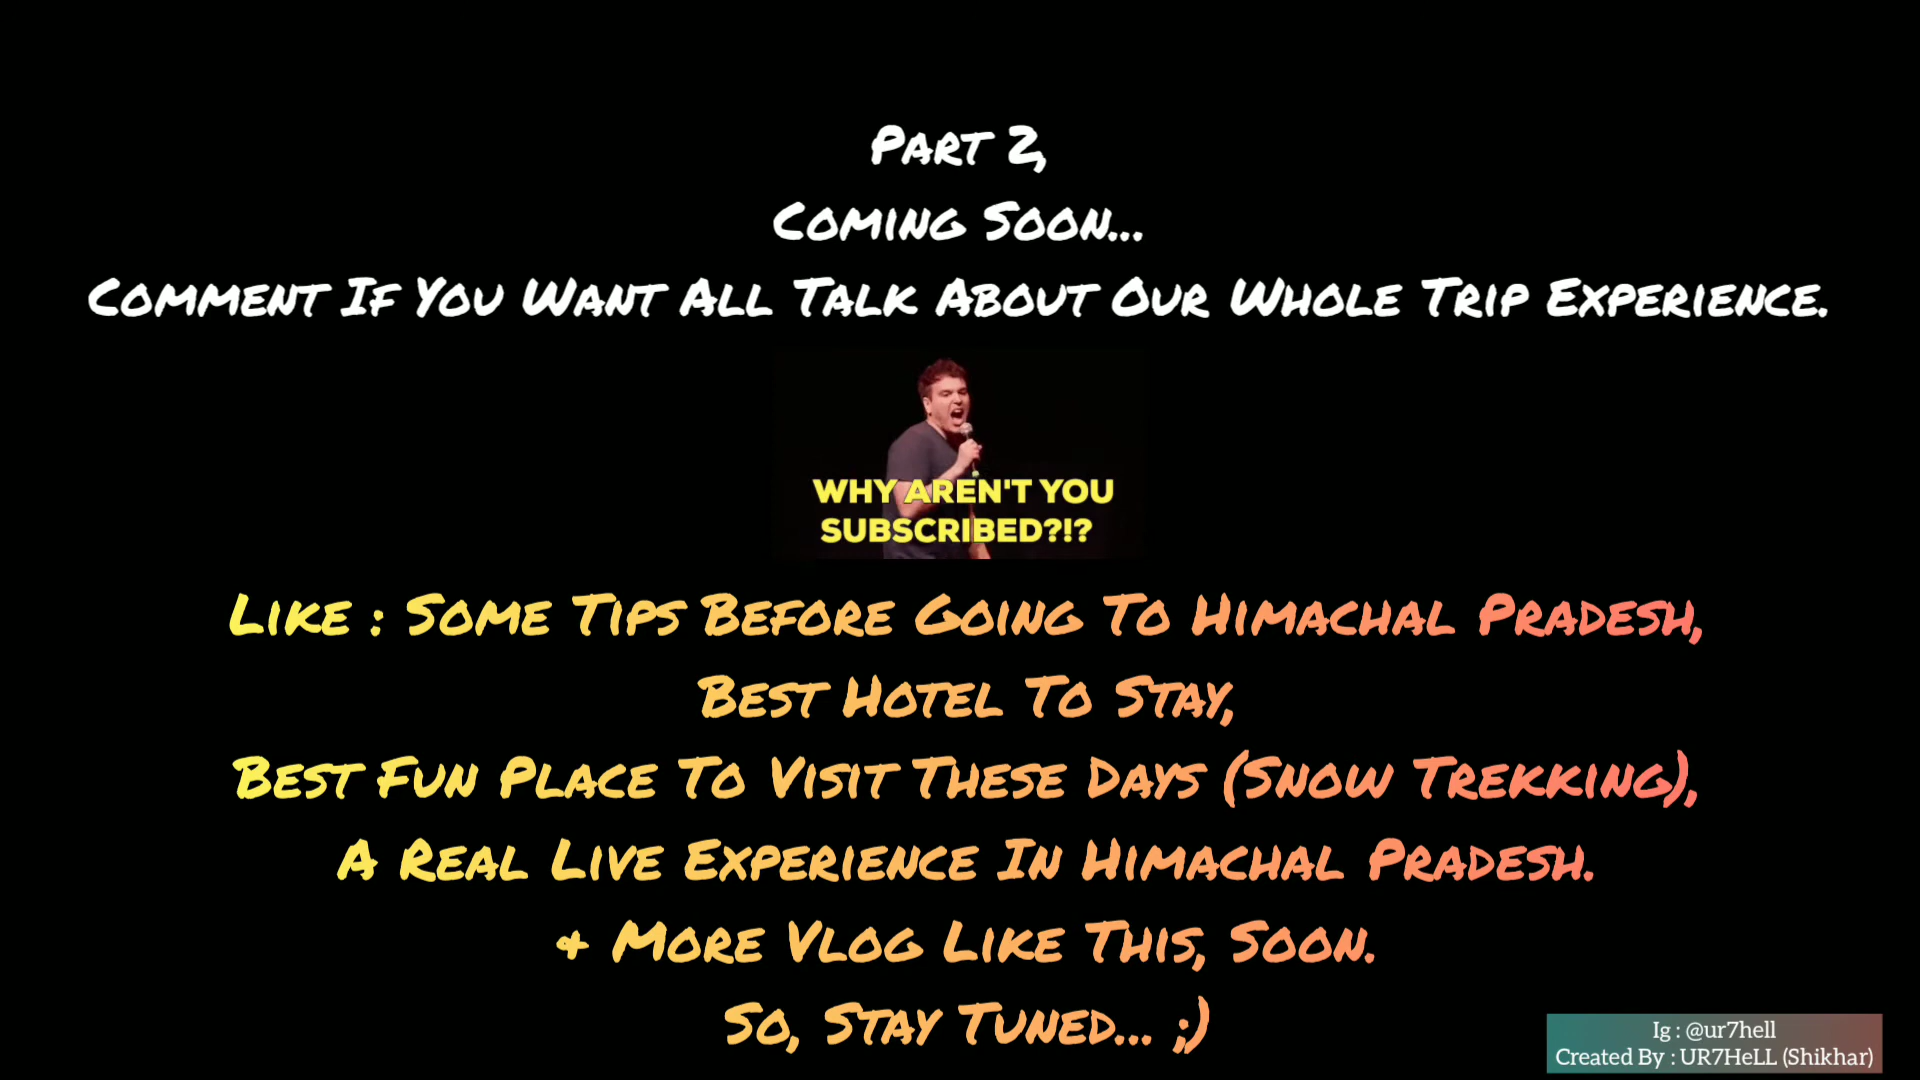 Part 2,
Coming Soon...
Comment If You Want All Talk About Our Whole Trip Experience.
WHY AREN'T YOU
SUBSCRIBED?!?
Like : Some Tips Before Going To Himachal Pradesh,
Best Hotel To Stay,
Best Fun Place To Visit These Days (Snow Trekking),
A Real Live Experience In Himachal Pradesh.
& More Vlog Like This, Soon.
So, Stay Tuned... ;)
Ig : @ur7hell
Created By : UR7HeLL (Shikhar)